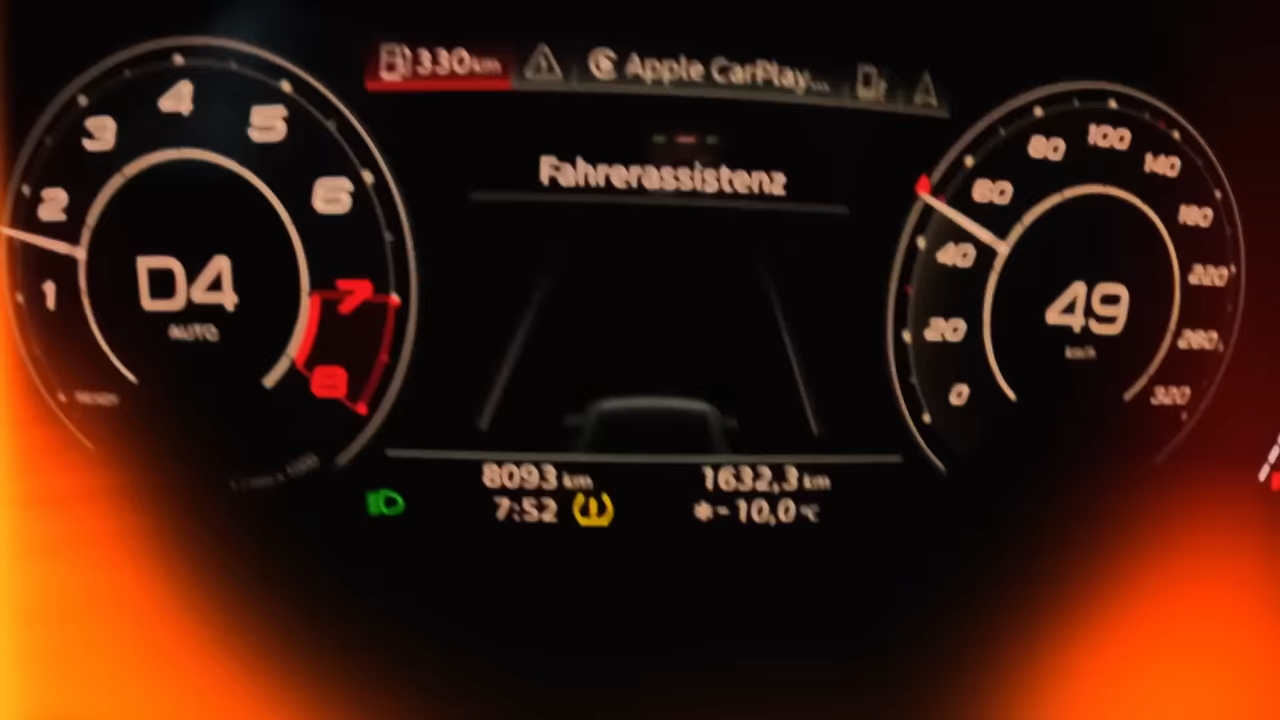 330km Apple CarPlay...
Fahrerassistenz
1 2 3 4 5 6 7 8
D4
AUTO
READY
0 20 40 60 80 100 140 180 220 260 320
49
km/h
8093 km 1632,3 km
7:52 *-10,0 °C